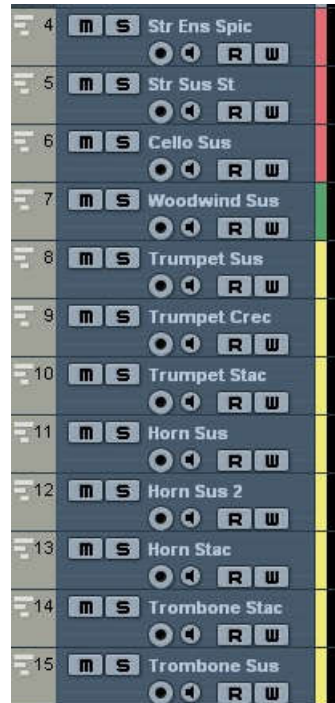 4 m S Str Ens Spic
R W
5 m S Str Sus St
R W
6 m S Cello Sus
R W
7 m S Woodwind Sus
R W
8 m S Trumpet Sus
R W
9 m S Trumpet Crec
R W
10 m S Trumpet Stac
R W
11 m S Horn Sus
R W
12 m S Horn Sus 2
R W
13 m S Horn Stac
R W
14 m S Trombone Stac
R W
15 m S Trombone Sus
R W